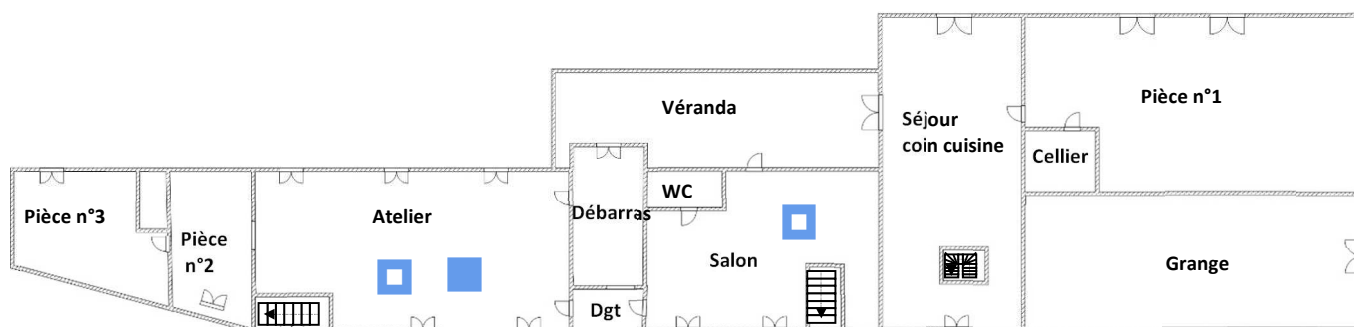 Véranda
Séjour
coin cuisine
Pièce n°1
Cellier
WC
Pièce n°3
Atelier
Débarras
Pièce
n°2
Salon
Grange
Dgt